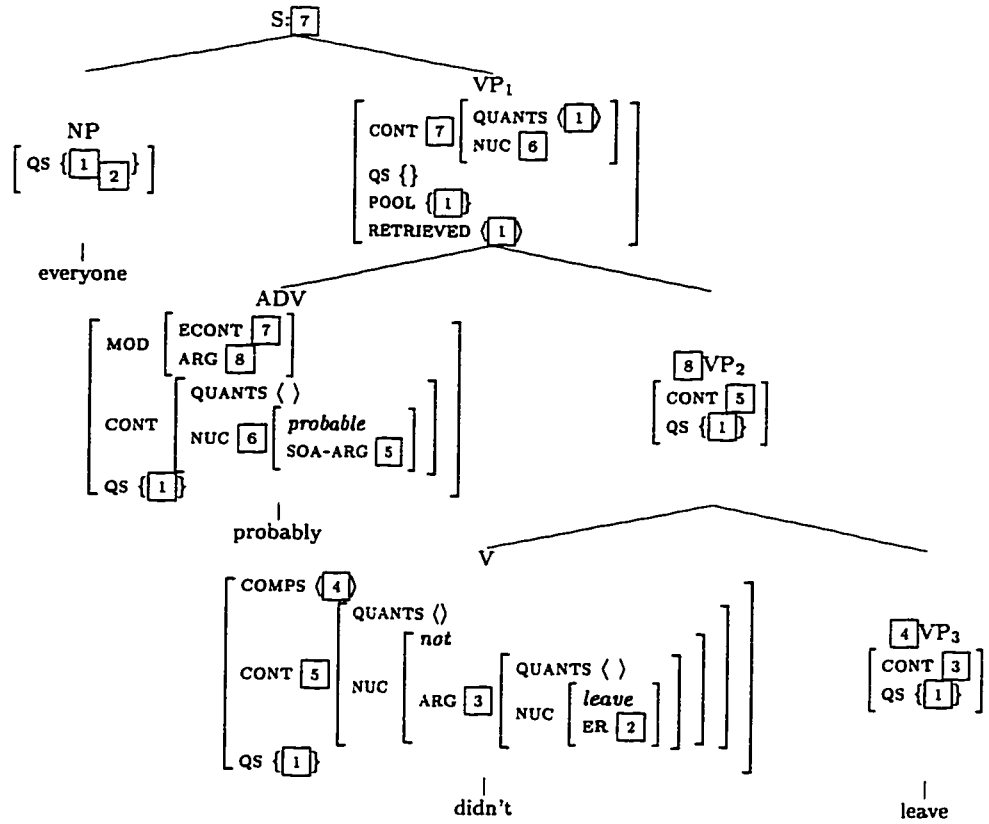 S: 7
VP1
CONT 7 QUANTS ⟨ 1 ⟩
NUC 6
QS {}
POOL { 1 }
RETRIEVED ⟨ 1 ⟩
NP
QS { 1 2 }
everyone
ADV
MOD ECONT 7
ARG 8
CONT QUANTS ⟨ ⟩
NUC 6 probable
SOA-ARG 5
QS { 1 }
probably
8 VP2
CONT 5
QS { 1 }
V
COMPS ⟨ 4 ⟩
CONT 5 QUANTS ⟨⟩
NUC not
ARG 3 QUANTS ⟨ ⟩
NUC leave
ER 2
QS { 1 }
didn't
4 VP3
CONT 3
QS { 1 }
leave